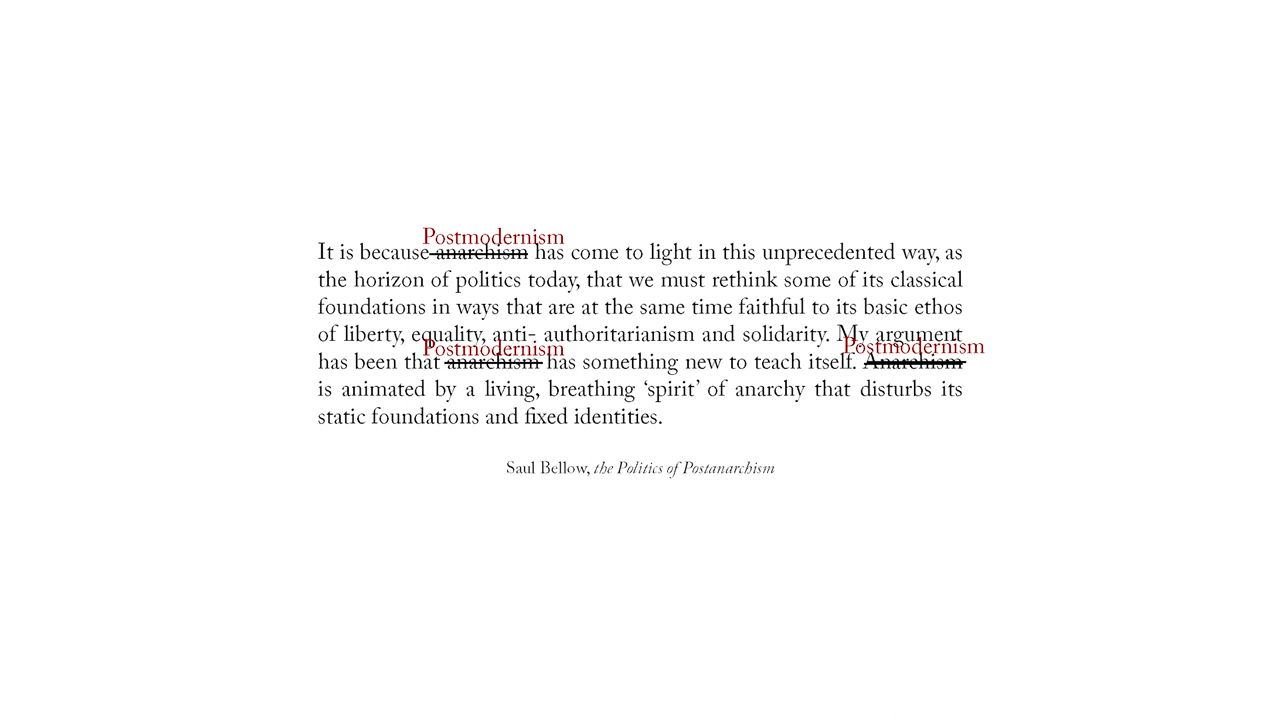 Postmodernism
It is because anarchism has come to light in this unprecedented way, as
the horizon of politics today, that we must rethink some of its classical
foundations in ways that are at the same time faithful to its basic ethos
of liberty, equality, anti- authoritarianism and solidarity. My argument
Postmodernism Postmodernism
has been that anarchism has something new to teach itself. Anarchism
is animated by a living, breathing ‘spirit’ of anarchy that disturbs its
static foundations and fixed identities.
Saul Bellow, the Politics of Postanarchism